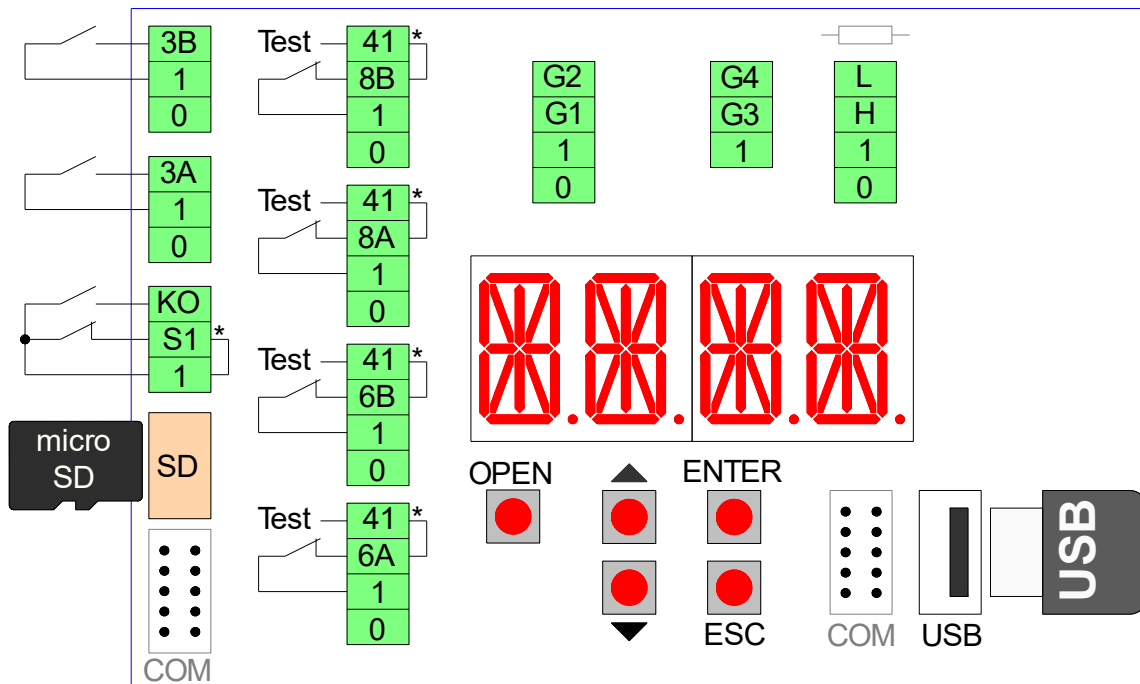 3B
1
0
3A
1
0
KO
S1 *
1
micro
SD
SD
COM
Test 41 *
8B
1
0
Test 41 *
8A
1
0
Test 41 *
6B
1
0
Test 41 *
6A
1
0
G2
G1
1
0
G4
G3
1
L
H
1
0
OPEN
ENTER
ESC
COM
USB
USB